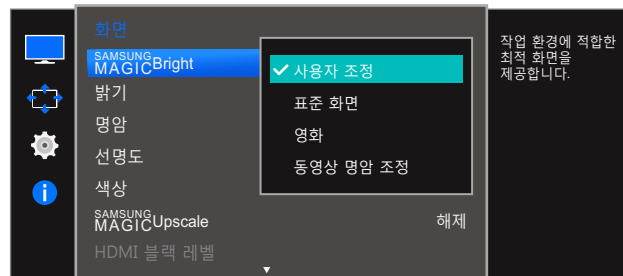 화면
SAMSUNG MAGICBright
밝기
명암
선명도
색상
SAMSUNG MAGICUpscale 해제
HDMI 블랙 레벨
사용자 조정
표준 화면
영화
동영상 명암 조정
작업 환경에 적합한
최적 화면을
제공합니다.